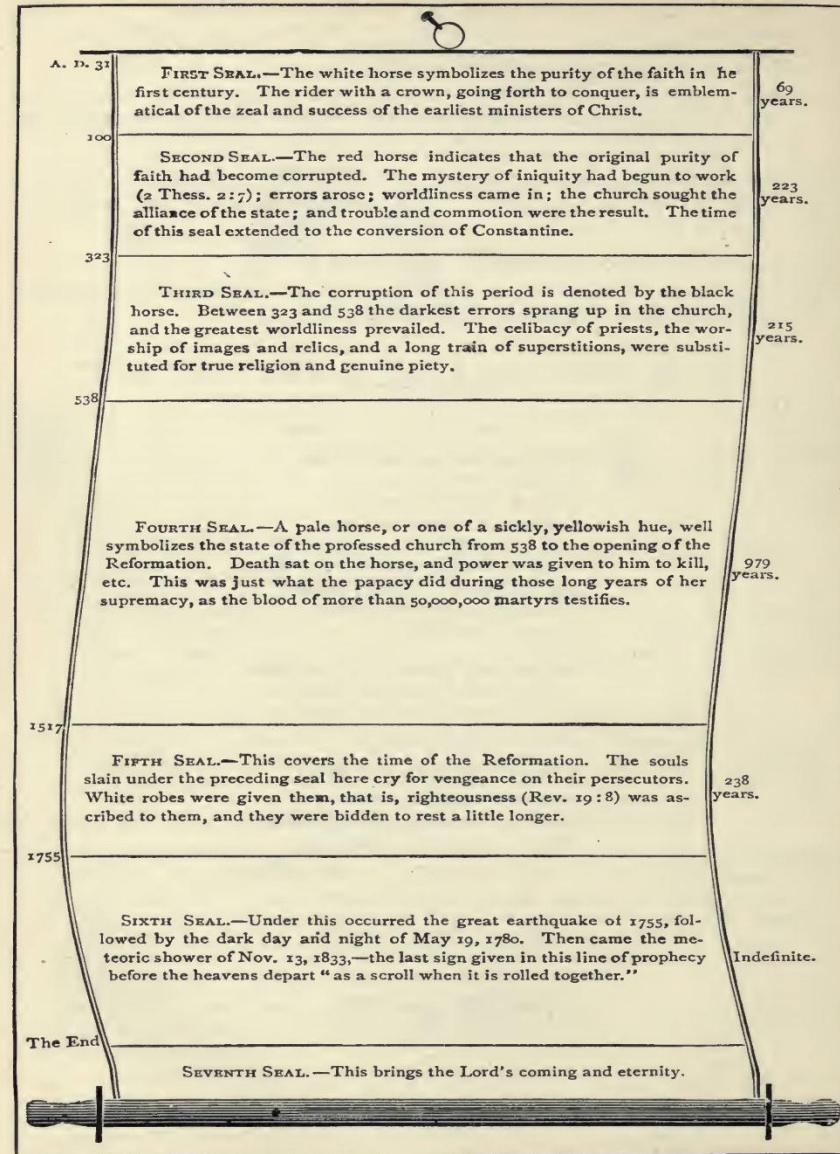 A. D. 31
FIRST SEAL.—The white horse symbolizes the purity of the faith in he
first century. The rider with a crown, going forth to conquer, is emblem-
atical of the zeal and success of the earliest ministers of Christ.
69
years.
100
SECOND SEAL.—The red horse indicates that the original purity of
faith had become corrupted. The mystery of iniquity had begun to work
(2 Thess. 2:7); errors arose; worldliness came in; the church sought the
alliance of the state; and trouble and commotion were the result. The time
of this seal extended to the conversion of Constantine.
223
years.
323
THIRD SEAL.—The corruption of this period is denoted by the black
horse. Between 323 and 538 the darkest errors sprang up in the church,
and the greatest worldliness prevailed. The celibacy of priests, the wor-
ship of images and relics, and a long train of superstitions, were substi-
tuted for true religion and genuine piety.
215
years.
538
FOURTH SEAL.—A pale horse, or one of a sickly, yellowish hue, well
symbolizes the state of the professed church from 538 to the opening of the
Reformation. Death sat on the horse, and power was given to him to kill,
etc. This was just what the papacy did during those long years of her
supremacy, as the blood of more than 50,000,000 martyrs testifies.
979
years.
1517
FIFTH SEAL.—This covers the time of the Reformation. The souls
slain under the preceding seal here cry for vengeance on their persecutors.
White robes were given them, that is, righteousness (Rev. 19:8) was as-
cribed to them, and they were bidden to rest a little longer.
238
years.
1755
SIXTH SEAL.—Under this occurred the great earthquake of 1755, fol-
lowed by the dark day and night of May 19, 1780. Then came the me-
teoric shower of Nov. 13, 1833,—the last sign given in this line of prophecy
before the heavens depart "as a scroll when it is rolled together."
Indefinite.
The End
SEVENTH SEAL.—This brings the Lord's coming and eternity.